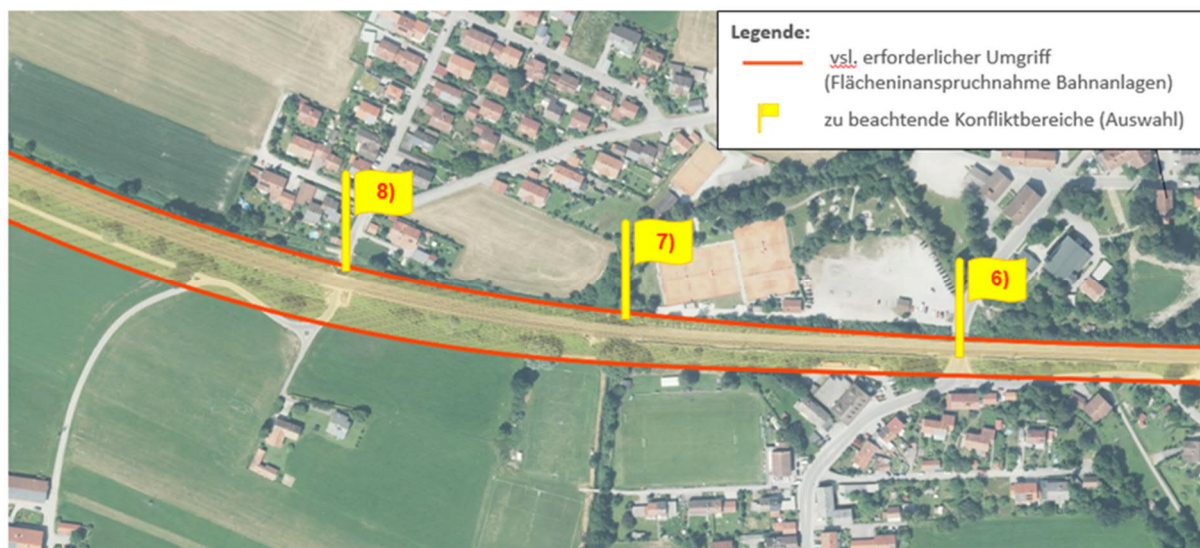 Legende:
vsl. erforderlicher Umgriff
(Flächeninanspruchnahme Bahnanlagen)
zu beachtende Konfliktbereiche (Auswahl)
8)
7)
6)